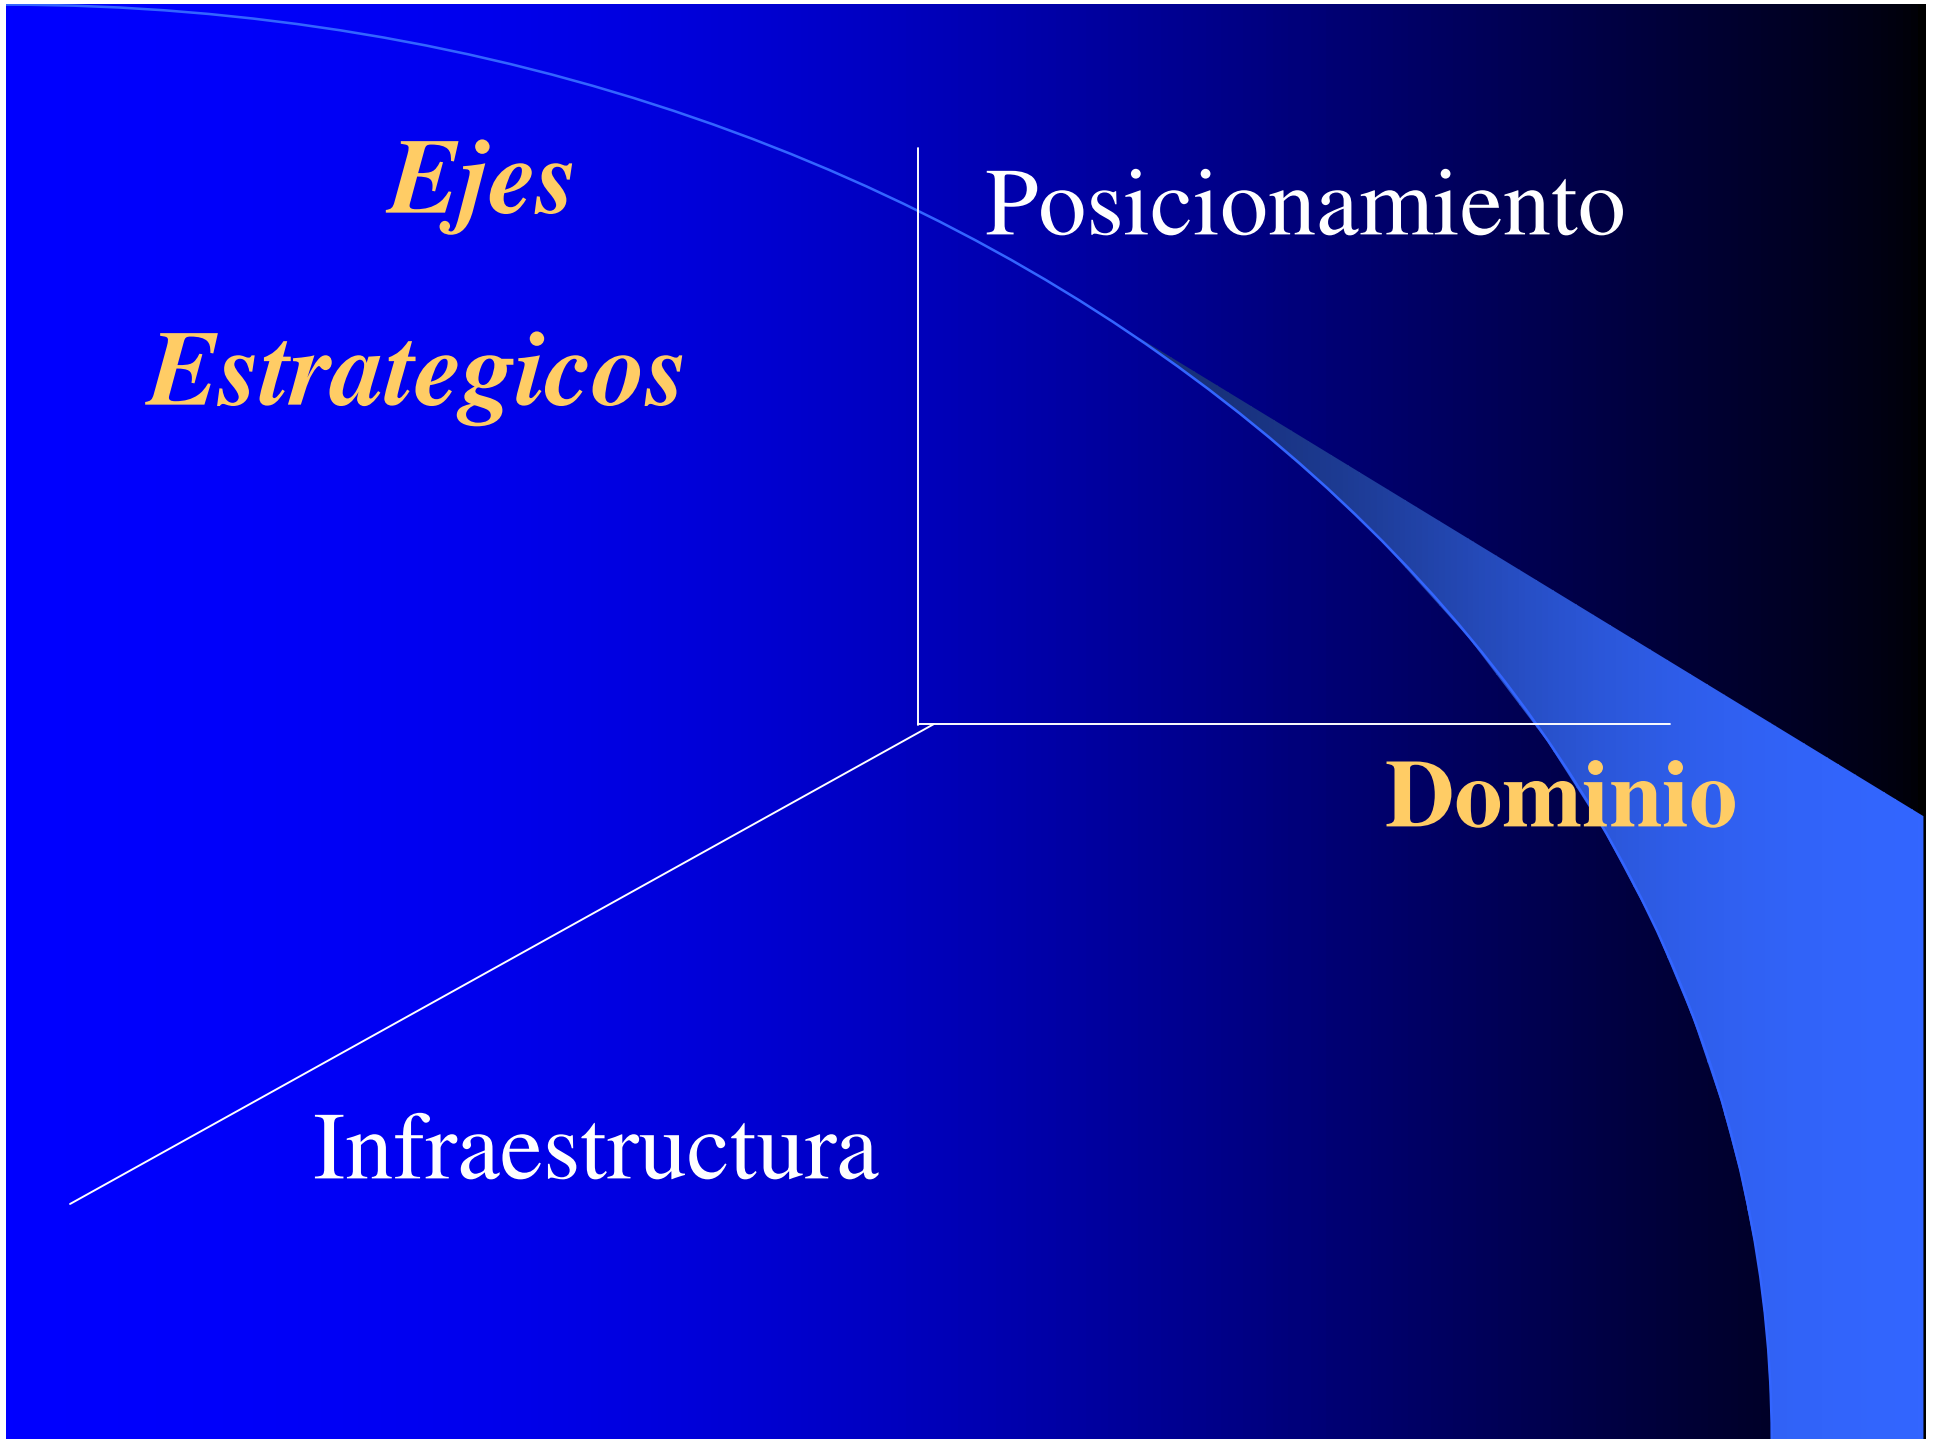 Ejes
Estrategicos
Posicionamiento
Dominio
Infraestructura